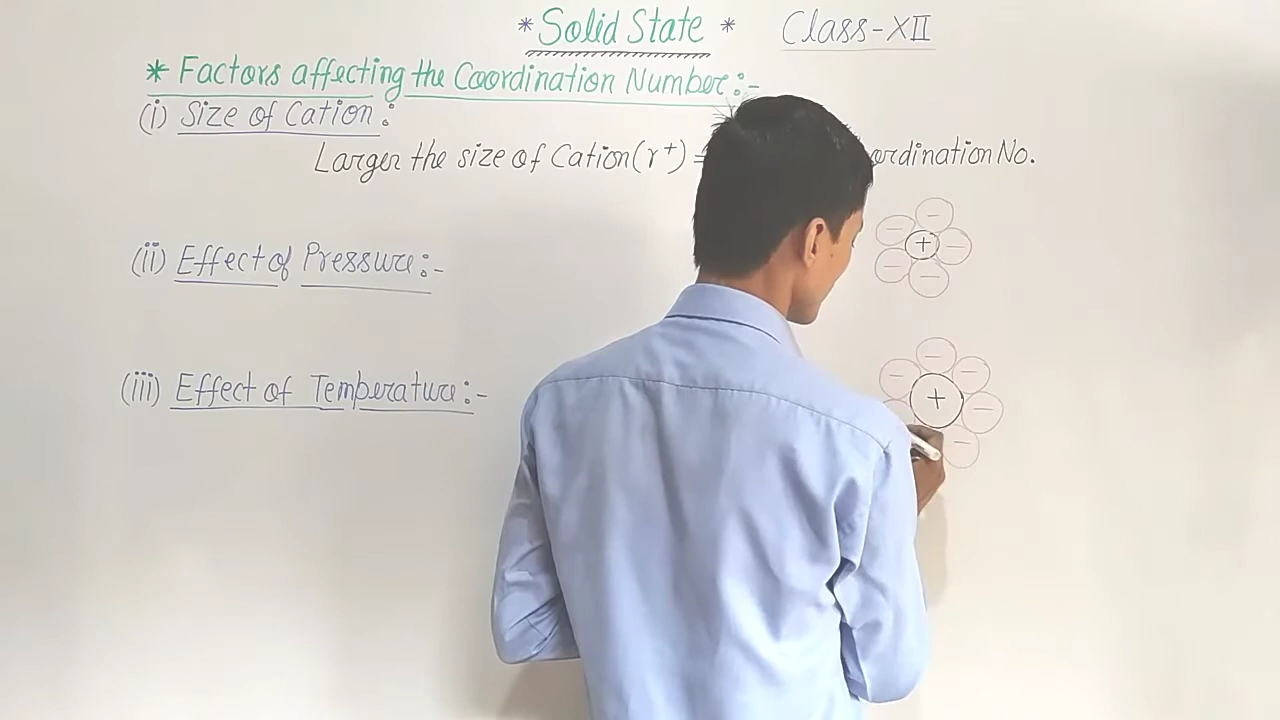 * Solid State * Class-XII
* Factors affecting the Coordination Number:-
(i) Size of Cation:
Larger the size of Cation(r+) = ordination No.
(ii) Effect of Pressure:-
(iii) Effect of Temperature:-
− − + − − −
− − − + − −